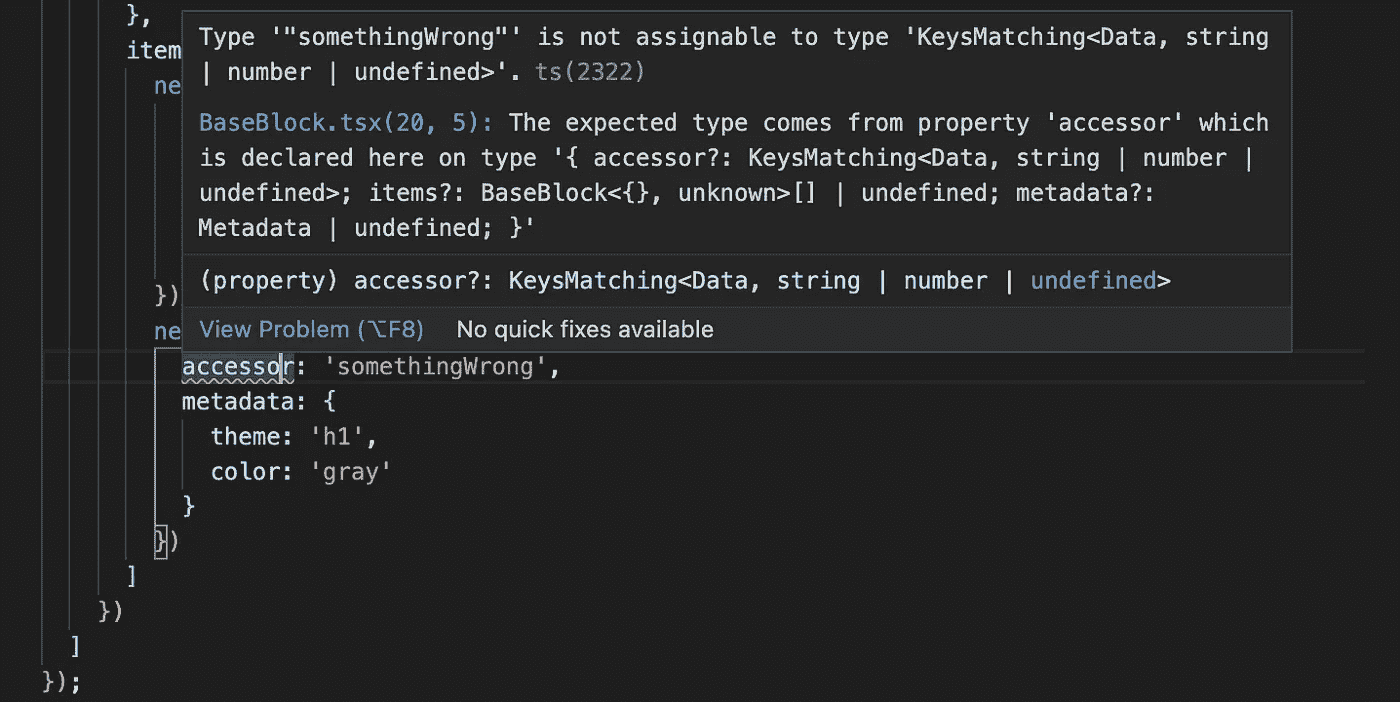 },
item
ne
Type '"somethingWrong"' is not assignable to type 'KeysMatching<Data, string
| number | undefined>'. ts(2322)
BaseBlock.tsx(20, 5): The expected type comes from property 'accessor' which
is declared here on type '{ accessor?: KeysMatching<Data, string | number |
undefined>; items?: BaseBlock<{}, unknown>[] | undefined; metadata?:
Metadata | undefined; }'
(property) accessor?: KeysMatching<Data, string | number | undefined>
})
ne
View Problem (⌥F8) No quick fixes available
accessor: 'somethingWrong',
metadata: {
theme: 'h1',
color: 'gray'
}
})
]
})
]
});